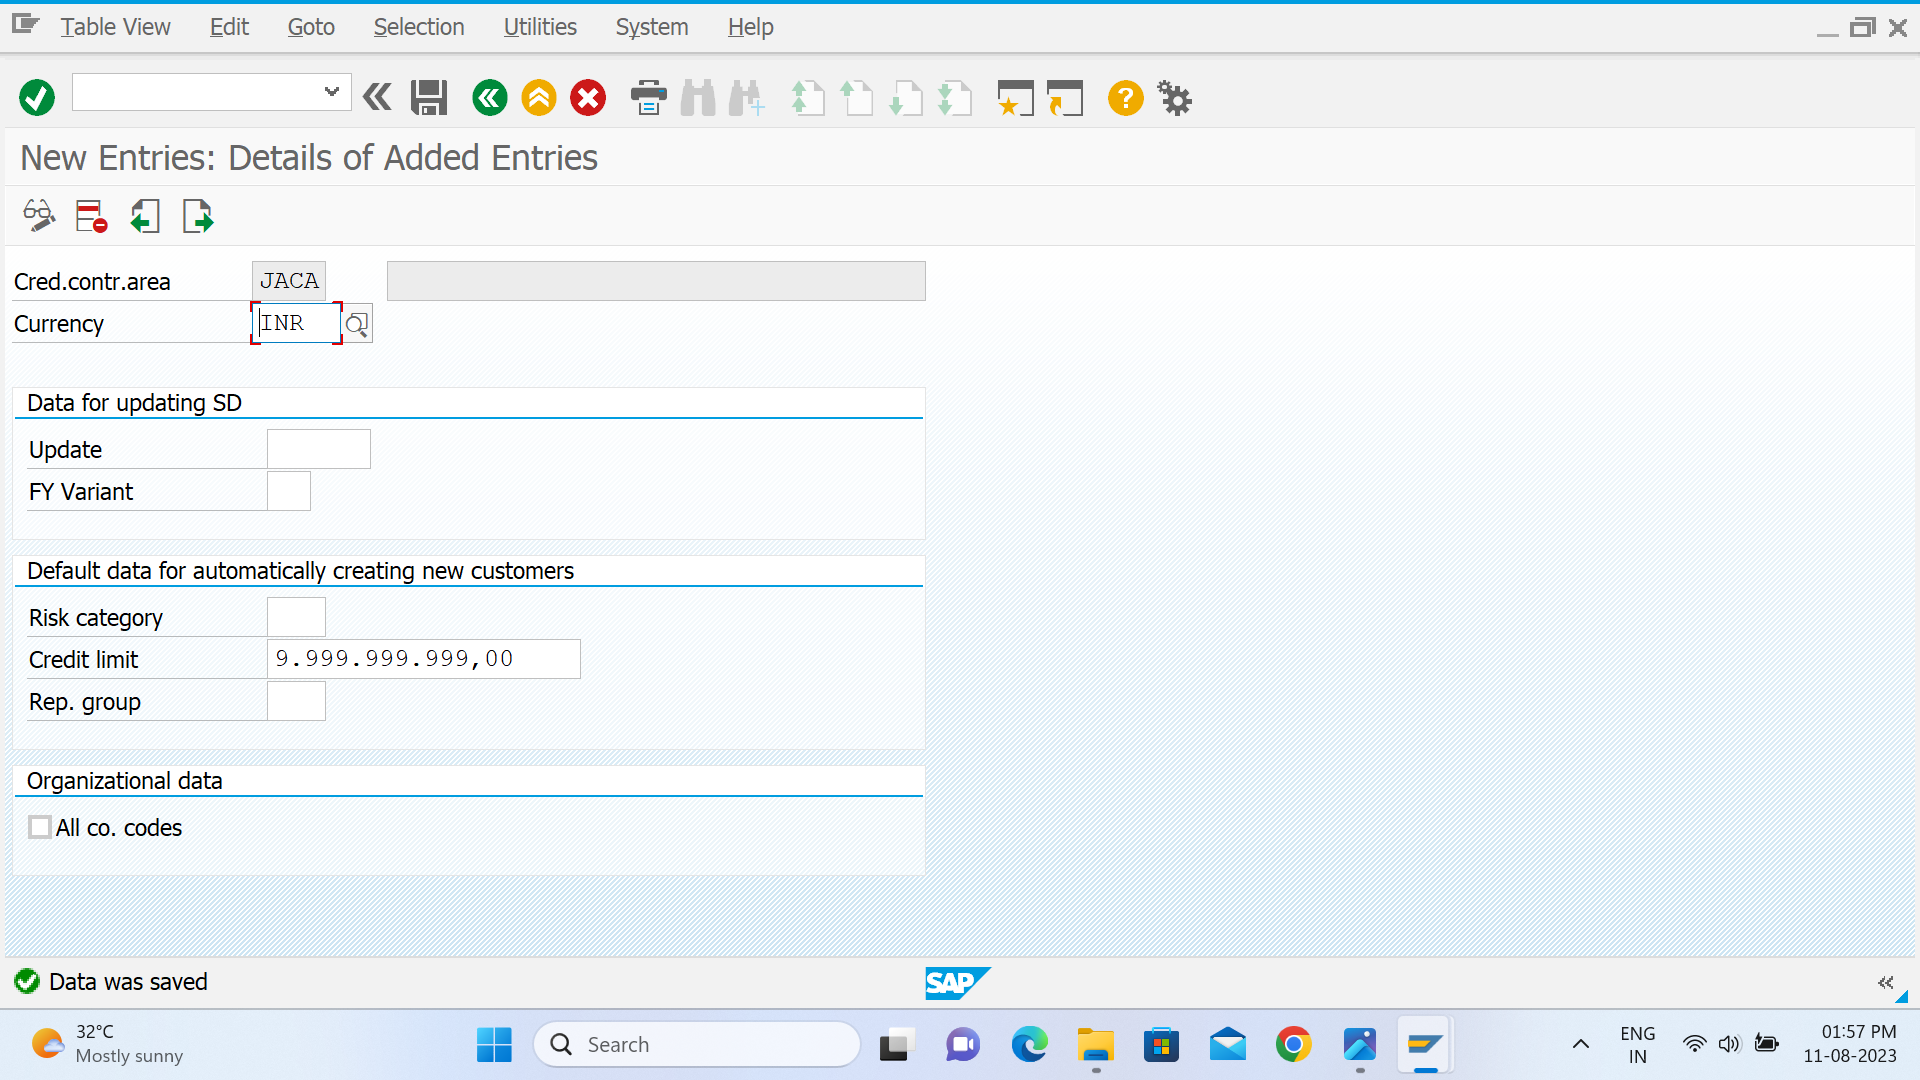 Table View Edit Goto Selection Utilities System Help
New Entries: Details of Added Entries
Cred.contr.area JACA
Currency INR
Data for updating SD
Update
FY Variant
Default data for automatically creating new customers
Risk category
Credit limit 9.999.999.999,00
Rep. group
Organizational data
All co. codes
Data was saved
SAP
32°C
Mostly sunny
Search
ENG
IN
01:57 PM
11-08-2023